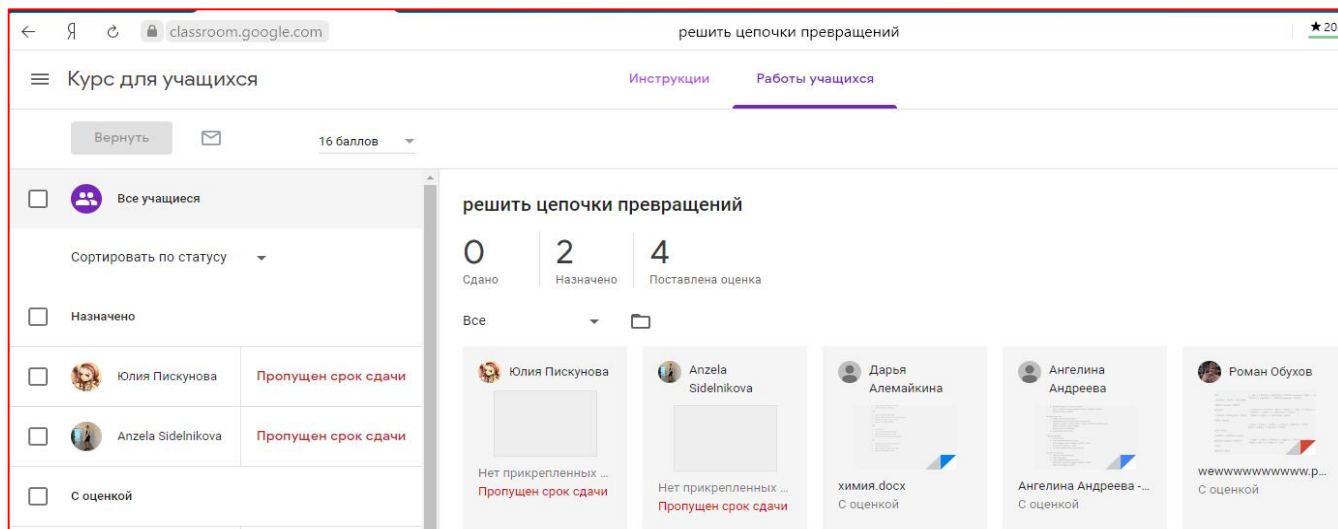 Я classroom.google.com решить цепочки превращений ★20
Курс для учащихся Инструкции Работы учащихся
Вернуть 16 баллов
Все учащиеся
Сортировать по статусу
Назначено
Юлия Пискунова Пропущен срок сдачи
Anzela Sidelnikova Пропущен срок сдачи
С оценкой
решить цепочки превращений
0 2 4
Сдано Назначено Поставлена оценка
Все
Юлия Пискунова
Нет прикрепленных ...
Пропущен срок сдачи
Anzela
Sidelnikova
Нет прикрепленных ...
Пропущен срок сдачи
Дарья
Алемайкина
химия.docx
С оценкой
Ангелина
Андреева
Ангелина Андреева -...
С оценкой
Роман Обухов
С оценкой